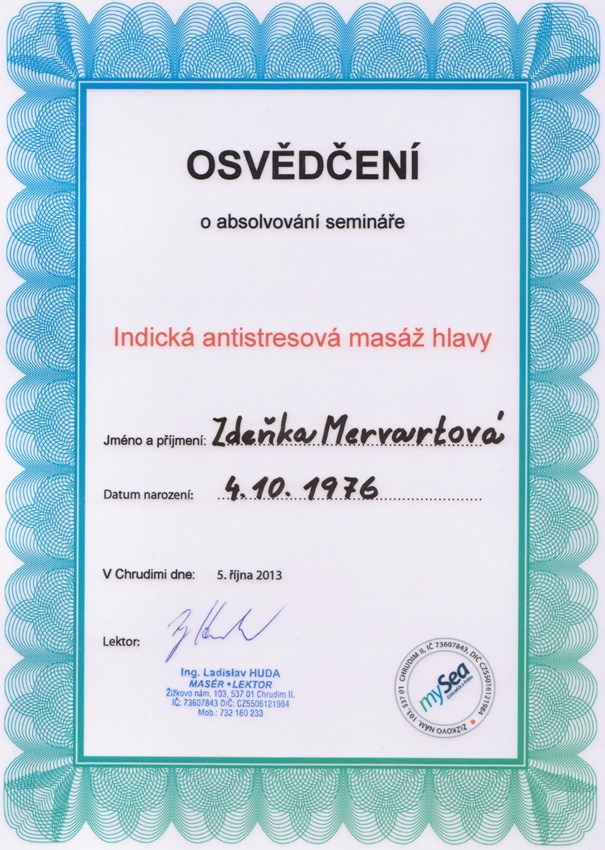 OSVĚDČENÍ
o absolvování semináře
Indická antistresová masáž hlavy
Jméno a příjmení: Zdeňka Mervartová
Datum narození: 4. 10. 1976
V Chrudimi dne: 5. října 2013
Lektor:
Ing. Ladislav HUDA
MASÉR • LEKTOR
Žižkovo nám. 103, 537 01 Chrudim II.
IČ: 73607843 DIČ: CZ5506121984
Mob.: 732 160 233
mySea
ŽIŽKOVO NÁM. 103, 537 01 CHRUDIM II, IČ 73607843, DIČ CZ5506121984